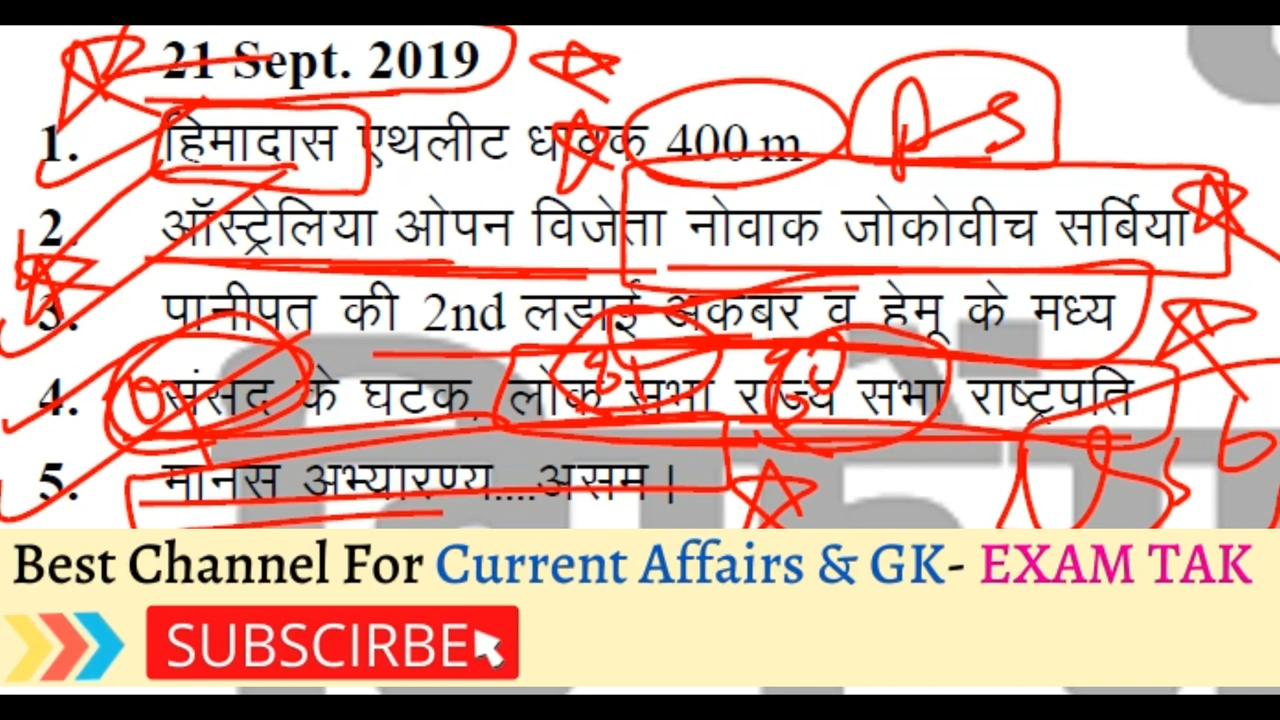 21 Sept. 2019
1. हिमादास एथलीट धावक 400 m
2. ऑस्ट्रेलिया ओपन विजेता नोवाक जोकोवीच सर्बिया
3. पानीपत की 2nd लडाई अकबर व हेमू के मध्य
4. संसद के घटक, लोक सभा राज्य सभा राष्ट्रपति
5. मानस अभ्यारण्य....असम।
Best Channel For Current Affairs & GK- EXAM TAK
SUBSCIRBE